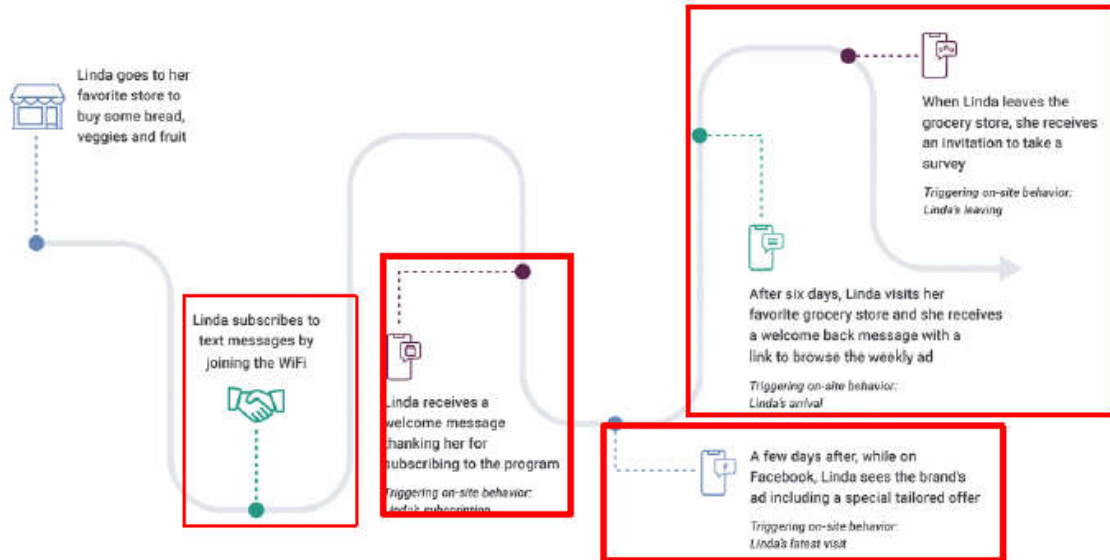 Linda goes to her
favorite store to
buy some bread,
veggies and fruit
Linda subscribes to
text messages by
joining the WiFi
Linda receives a
welcome message
thanking her for
subscribing to the program
Triggering on-site behavior:
Linda's subscription
A few days after, while on
Facebook, Linda sees the brand's
ad including a special tailored offer
Triggering on-site behavior:
Linda's latest visit
After six days, Linda visits her
favorite grocery store and she receives
a welcome back message with a
link to browse the weekly ad
Triggering on-site behavior:
Linda's arrival
When Linda leaves the
grocery store, she receives
an invitation to take a
survey
Triggering on-site behavior:
Linda's leaving